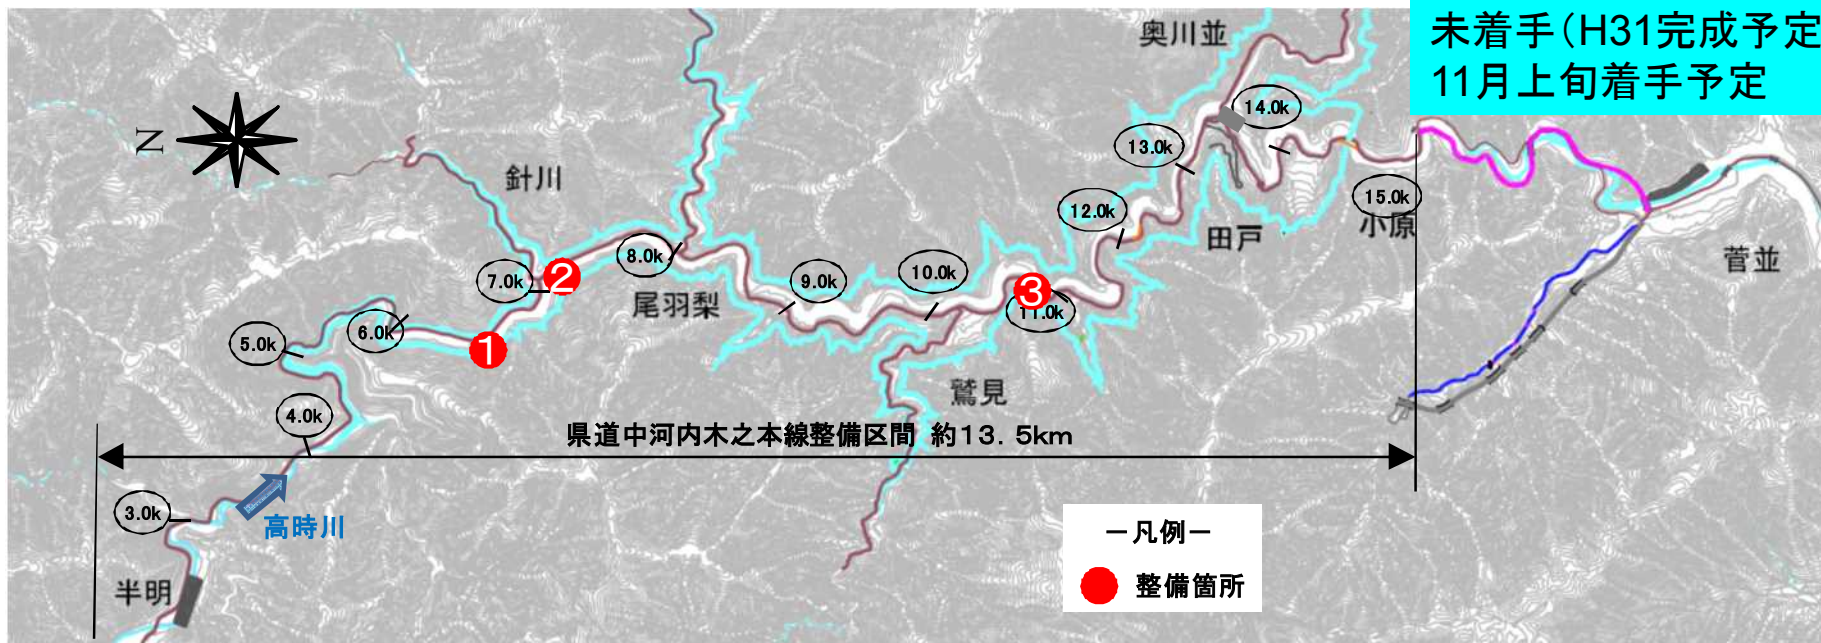 奥川並
未着手(H31完成予定
11月上旬着手予定
N
針川
14.0k
13.0k
12.0k
15.0k
小原
田戸
菅並
8.0k
7.0k
2
尾羽梨
9.0k
10.0k
3
11.0k
6.0k
5.0k
1
鷲見
4.0k
県道中河内木之本線整備区間 約13.5km
3.0k
高時川
半明
－凡例－
整備箇所